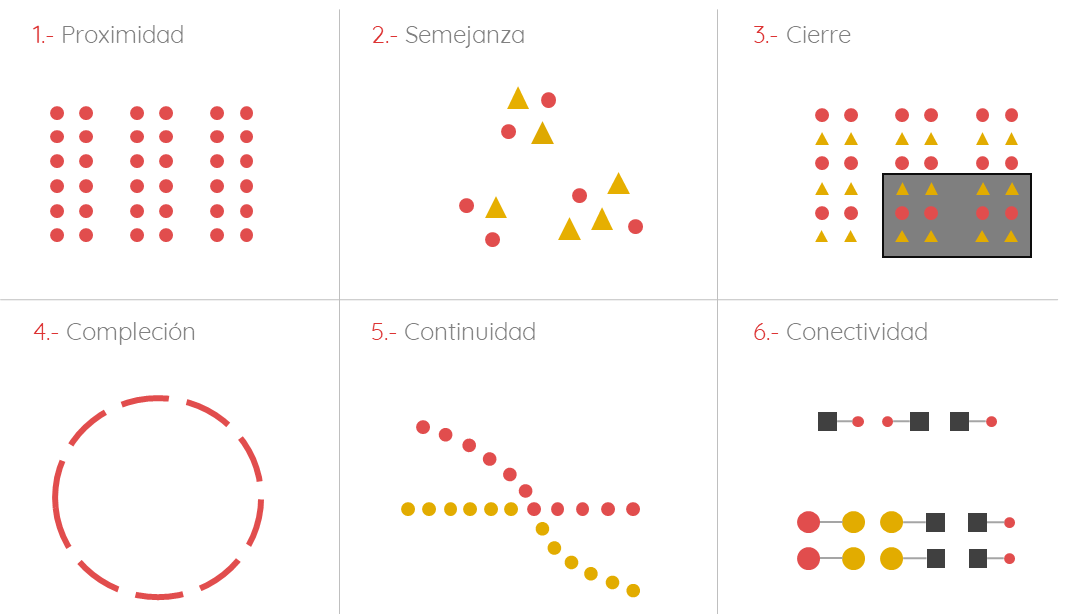 1.- Proximidad
2.- Semejanza
3.- Cierre
4.- Compleción
5.- Continuidad
6.- Conectividad